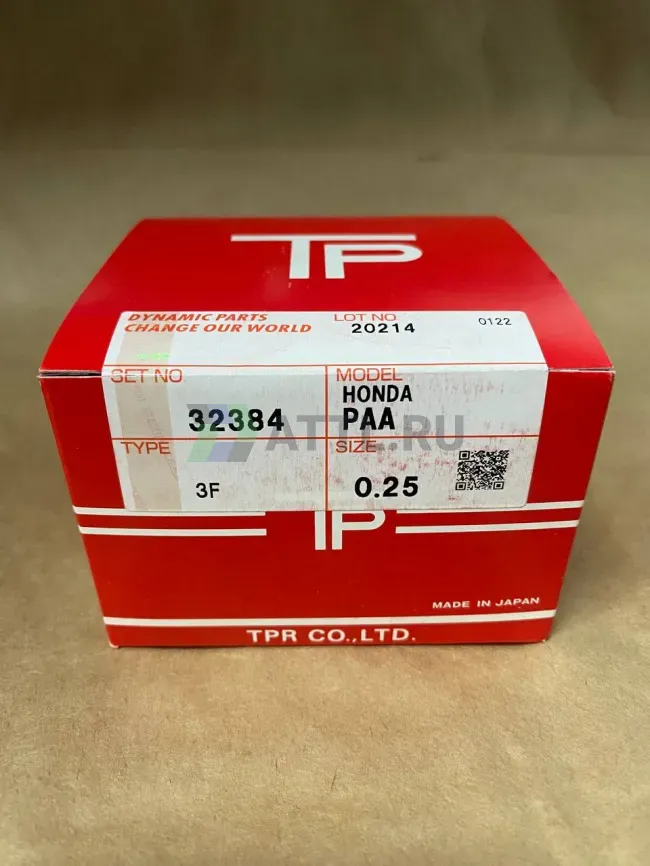 TP
DYNAMIC PARTS
CHANGE OUR WORLD
LOT NO
20214
0122
SET NO.
32384
MODEL
HONDA
PAA
ATTE.RU
TYPE
3F
SIZE
0.25
TP
MADE IN JAPAN
TPR CO.,LTD.